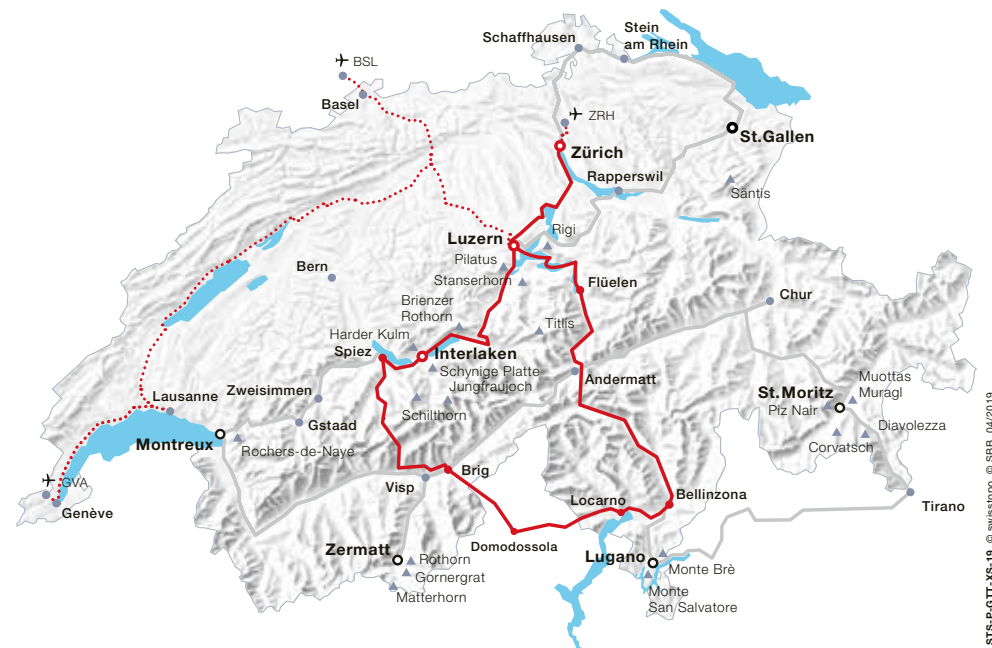 Schaffhausen
Stein
am Rhein
BSL
Basel
ZRH
Zürich
St.Gallen
Rapperswil
Säntis
Luzern
Rigi
Pilatus
Stanserhorn
Bern
Flüelen
Chur
Brienzer
Rothorn
Titlis
Harder Kulm
Spiez
Interlaken
Schynige Platte
Jungfraujoch
Andermatt
Muottas
Muragl
St.Moritz
Piz Nair
Zweisimmen
Lausanne
Schilthorn
Gstaad
Diavolezza
Montreux
Corvatsch
Rochers-de-Naye
Brig
GVA
Visp
Genève
Locarno
Bellinzona
Tirano
Domodossola
Zermatt
Rothorn
Lugano
Monte Brè
Gornergrat
Matterhorn
Monte
San Salvatore
STS-P-GTT-XS-19, © swisstopo, © SBB, 04/2019